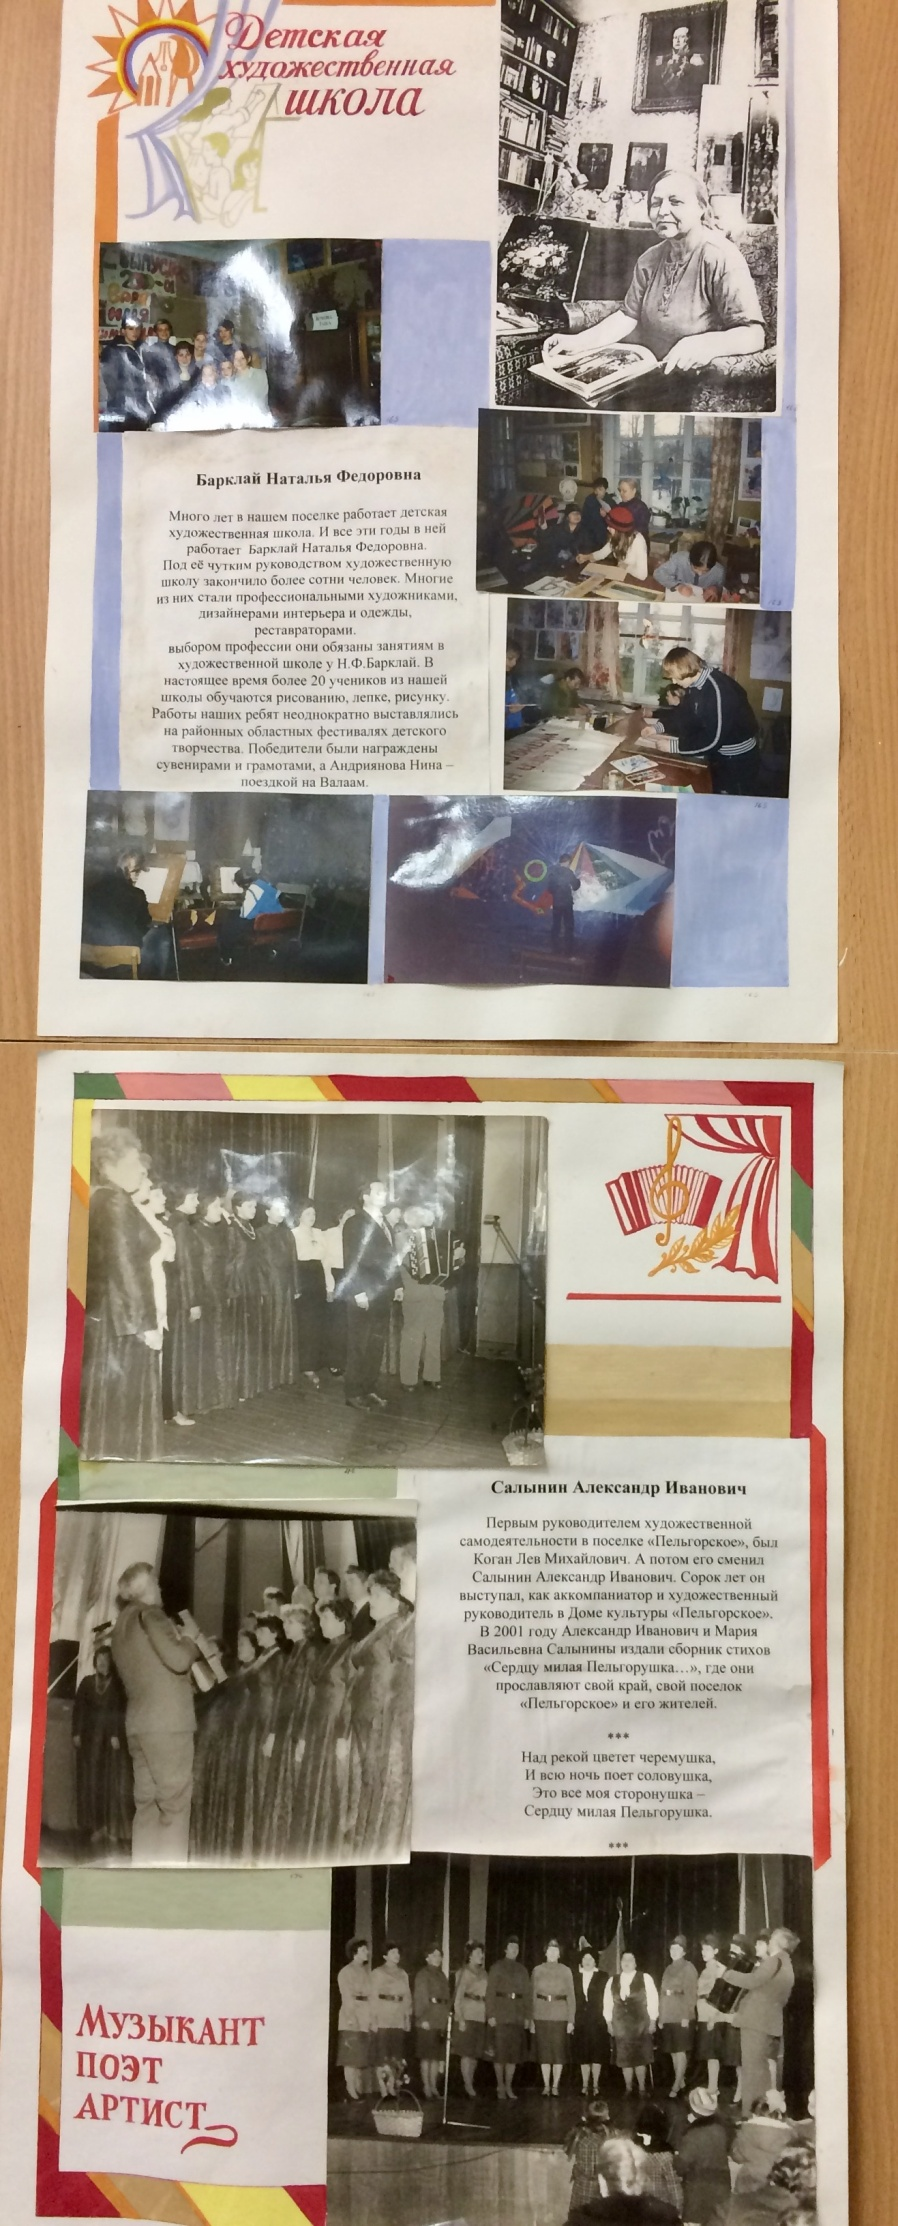 Детская
художественная
школа
Барклай Наталья Федоровна
Много лет в нашем поселке работает детская
художественная школа. И все эти годы в ней
работает Барклай Наталья Федоровна.
Под её чутким руководством художественную
школу закончило более сотни человек. Многие
из них стали профессиональными художниками,
дизайнерами интерьера и одежды,
реставраторами.
выбором профессии они обязаны занятиям в
художественной школе у Н.Ф.Барклай. В
настоящее время более 20 учеников из нашей
школы обучаются рисованию, лепке, рисунку.
Работы наших ребят неоднократно выставлялись
на районных областных фестивалях детского
творчества. Победители были награждены
сувенирами и грамотами, а Андриянова Нина –
поездкой на Валаам.
Салынин Александр Иванович
Первым руководителем художественной
самодеятельности в поселке «Пельгорское», был
Коган Лев Михайлович. А потом его сменил
Салынин Александр Иванович. Сорок лет он
выступал, как аккомпаниатор и художественный
руководитель в Доме культуры «Пельгорское».
В 2001 году Александр Иванович и Мария
Васильевна Салынины издали сборник стихов
«Сердцу милая Пельгорушка…», где они
прославляют свой край, свой поселок
«Пельгорское» и его жителей.
***
Над рекой цветет черемушка,
И всю ночь поет соловушка,
Это все моя сторонушка –
Сердцу милая Пельгорушка.
***
Музыкант
поэт
артист